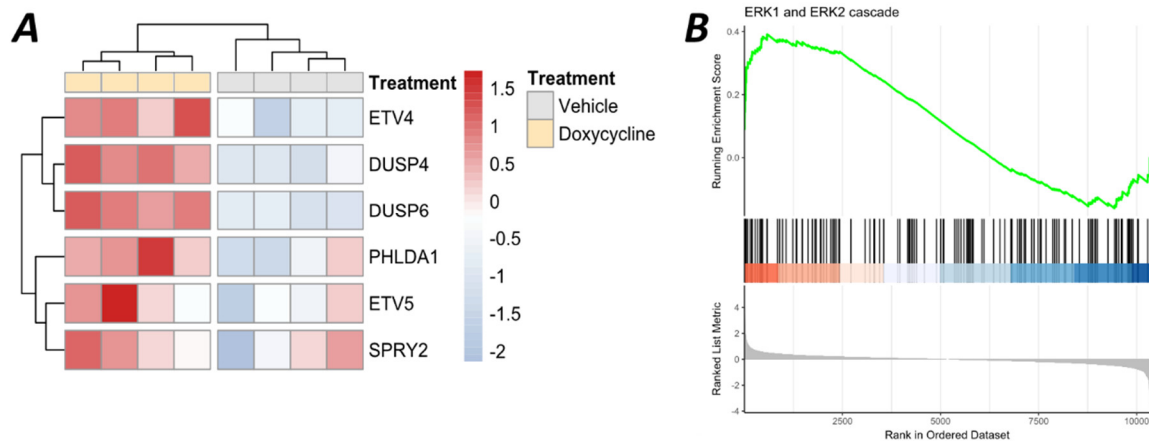 A
Treatment
ETV4
DUSP4
DUSP6
PHLDA1
ETV5
SPRY2
1.5
1
0.5
0
-0.5
-1
-1.5
-2
Treatment
Vehicle
Doxycycline
B
ERK1 and ERK2 cascade
Running Enrichment Score
0.4
0.2
0.0
Ranked List Metric
4
2
0
-2
-4
2500
5000
7500
10000
Rank in Ordered Dataset